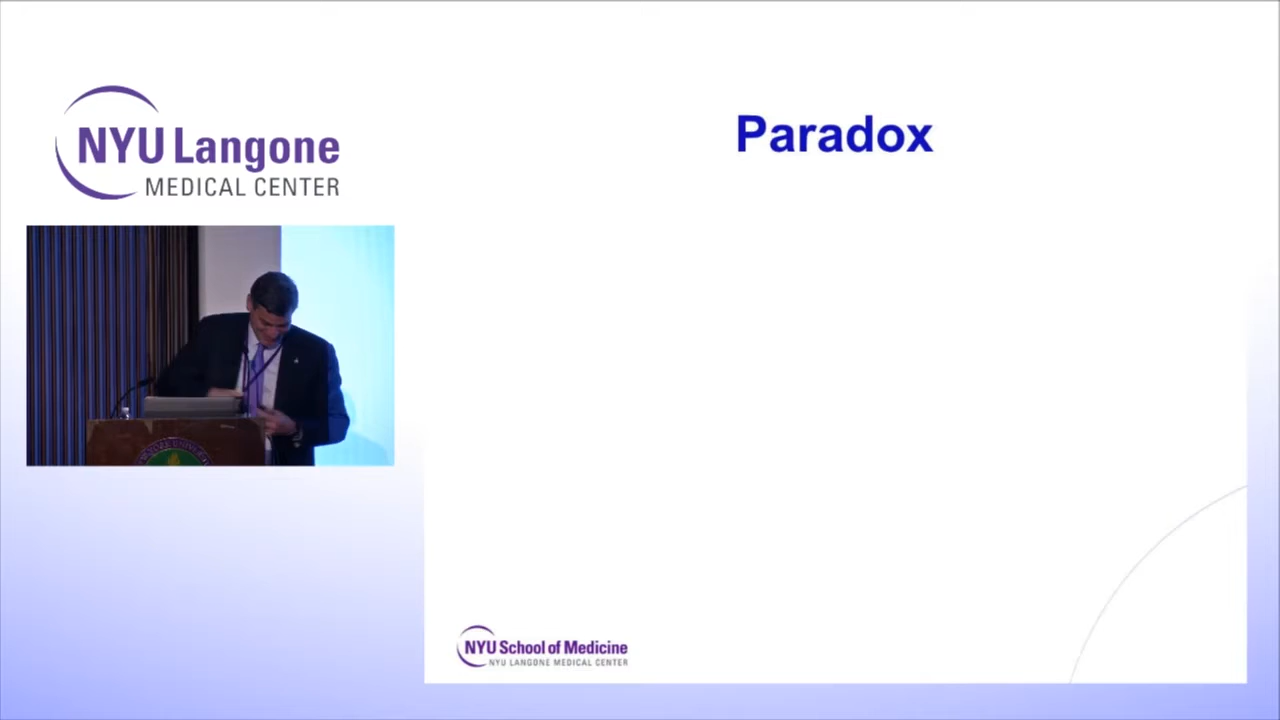 NYU Langone
MEDICAL CENTER
Paradox
NYU School of Medicine
NYU LANGONE MEDICAL CENTER